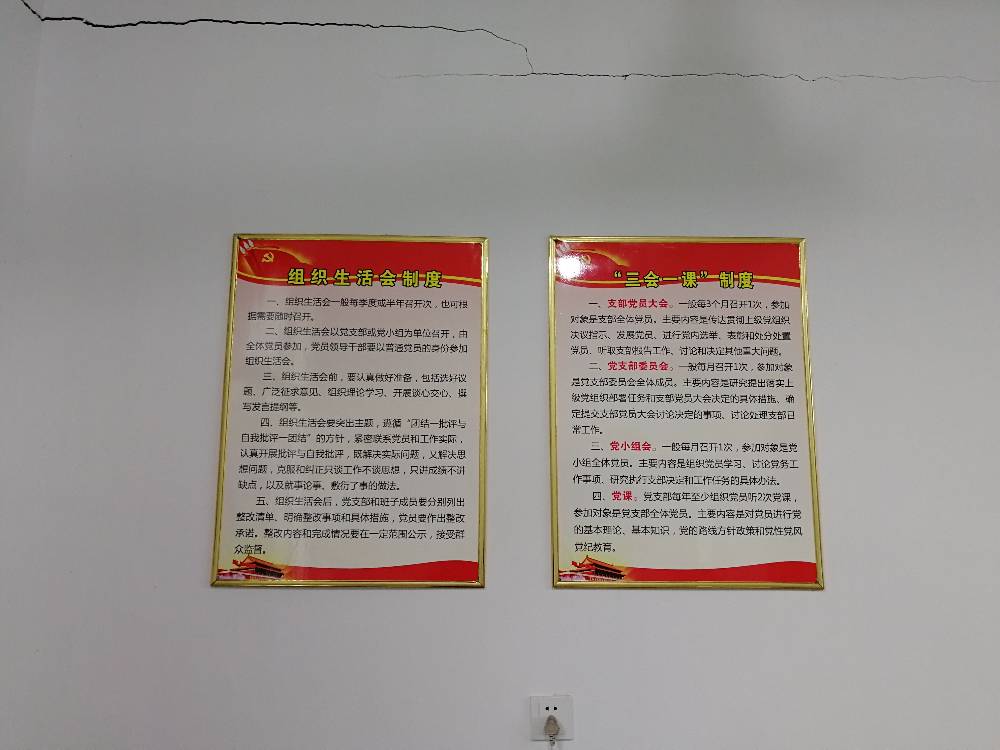 组织生活会制度
一、组织生活会一般每季度或半年召开次，也可根
据需要随时召开。
二、组织生活会以党支部或党小组为单位召开，由
全体党员参加，党员领导干部要以普通党员的身份参加
组织生活会。
三、组织生活会前，要认真做好准备，包括选好议
题、广泛征求意见、组织理论学习、开展谈心交心、撰
写发言提纲等。
四、组织生活会要突出主题，遵循“团结一批评与
自我批评一团结”的方针，紧密联系党员和工作实际，
认真开展批评与自我批评，既解决实际问题，又解决思
想问题，克服和纠正只谈工作不谈思想，只讲成绩不讲
缺点，以及就事论事、敷衍了事的做法。
五、组织生活会后，党支部和班子成员要分别列出
整改清单、明确整改事项和具体措施，党员要作出整改
承诺。整改内容和完成情况要在一定范围公示，接受群
众监督。
“三会一课”制度
一、支部党员大会。一般每3个月召开1次，参加
对象是支部全体党员。主要内容是传达贯彻上级党组织
决议指示、发展党员、进行党内选举、表彰和处分处置
党员、听取支部报告工作、讨论和决定其他重大问题。
二、党支部委员会。一般每月召开1次，参加对象
是党支部委员会全体成员。主要内容是研究提出落实上
级党组织部署任务和支部党员大会决定的具体措施、确
定提交支部党员大会讨论决定的事项、讨论处理支部日
常工作。
三、党小组会。一般每月召开1次，参加对象是党
小组全体党员。主要内容是组织党员学习、讨论党务工
作事项、研究执行支部决定和工作任务的具体办法。
四、党课。党支部每年至少组织党员听2次党课，
参加对象是党支部全体党员。主要内容是对党员进行党
的基本理论、基本知识，党的路线方针政策和党性党风
党纪教育。